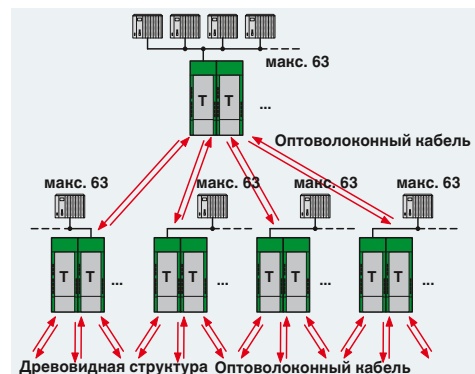 макс. 63
T T ...
Оптоволоконный кабель
макс. 63 макс. 63 макс. 63 макс. 63
T T ... T T ... T T ... T T ...
Древовидная структура Оптоволоконный кабель